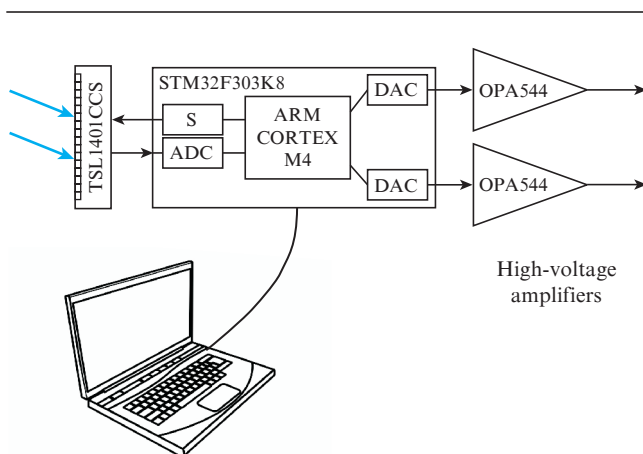 TSL1401CCS
STM32F303K8
S
ADC
ARM
CORTEX
M4
DAC
DAC
OPA544
OPA544
High-voltage
amplifiers